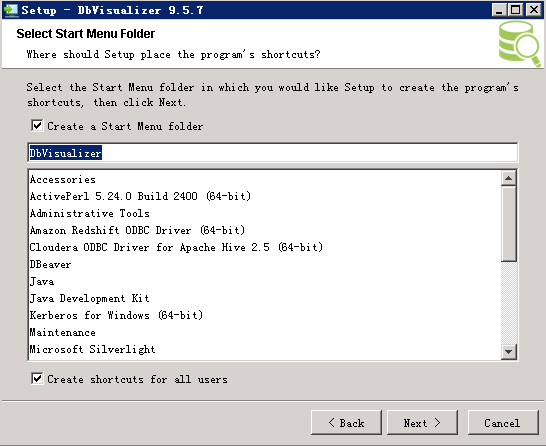 Setup - DbVisualizer 9.5.7
Select Start Menu Folder
Where should Setup place the program's shortcuts?
Select the Start Menu folder in which you would like Setup to create the program's
shortcuts, then click Next.
Create a Start Menu folder
DbVisualizer
Accessories
ActivePerl 5.24.0 Build 2400 (64-bit)
Administrative Tools
Amazon Redshift ODBC Driver (64-bit)
Cloudera ODBC Driver for Apache Hive 2.5 (64-bit)
DBeaver
Java
Java Development Kit
Kerberos for Windows (64-bit)
Maintenance
Microsoft Silverlight
Create shortcuts for all users
< Back Next > Cancel